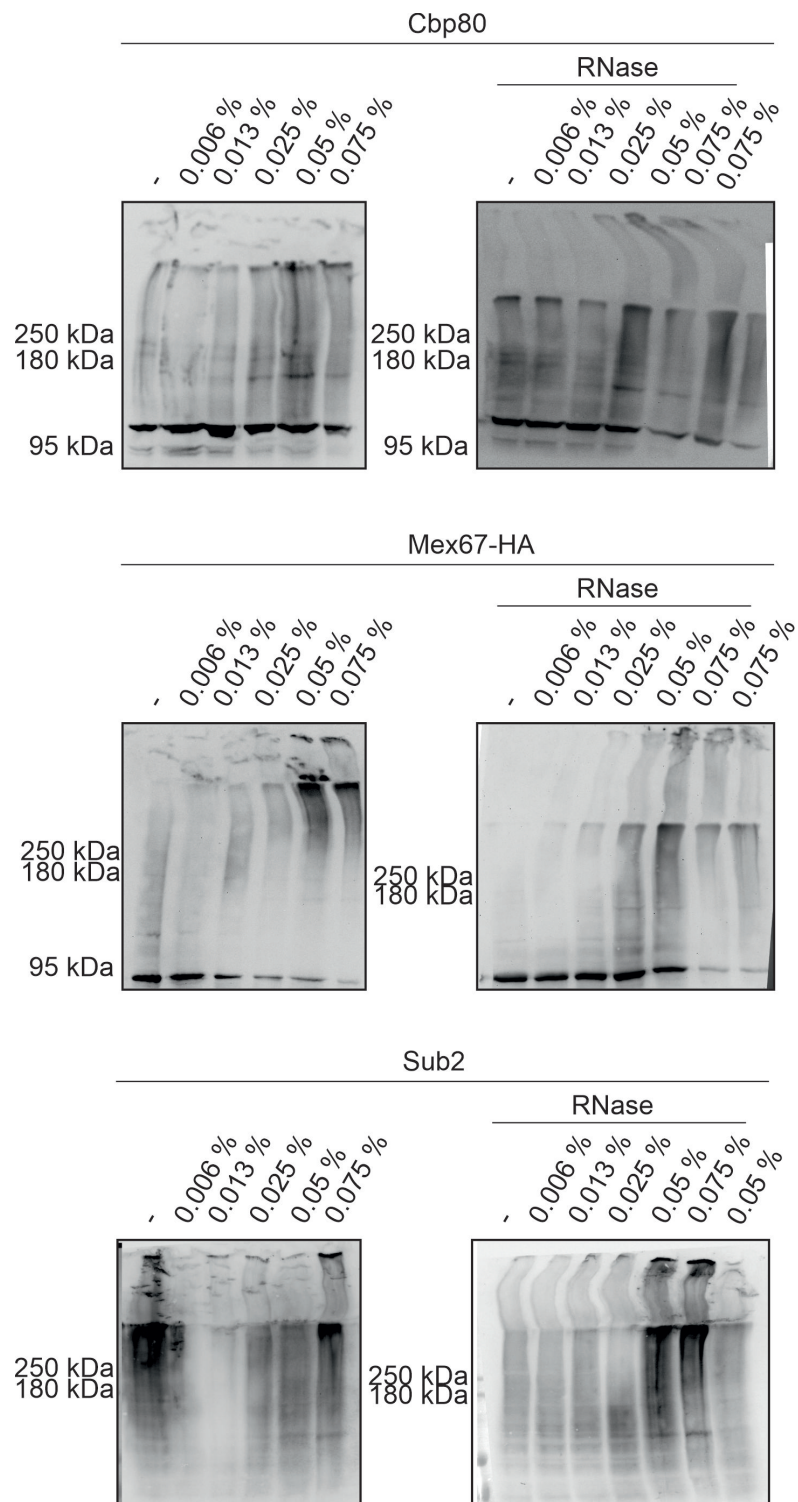 Cbp80
RNase
- 0.006 % 0.013 % 0.025 % 0.05 % 0.075 %
- 0.006 % 0.013 % 0.025 % 0.05 % 0.075 % 0.075 %
250 kDa 250 kDa
180 kDa 180 kDa
95 kDa 95 kDa
Mex67-HA
RNase
- 0.006 % 0.013 % 0.025 % 0.05 % 0.075 %
- 0.006 % 0.013 % 0.025 % 0.05 % 0.075 % 0.075 %
250 kDa 250 kDa
180 kDa 180 kDa
95 kDa
Sub2
RNase
- 0.006 % 0.013 % 0.025 % 0.05 % 0.075 %
- 0.006 % 0.013 % 0.025 % 0.05 % 0.075 % 0.05 %
250 kDa 250 kDa
180 kDa 180 kDa